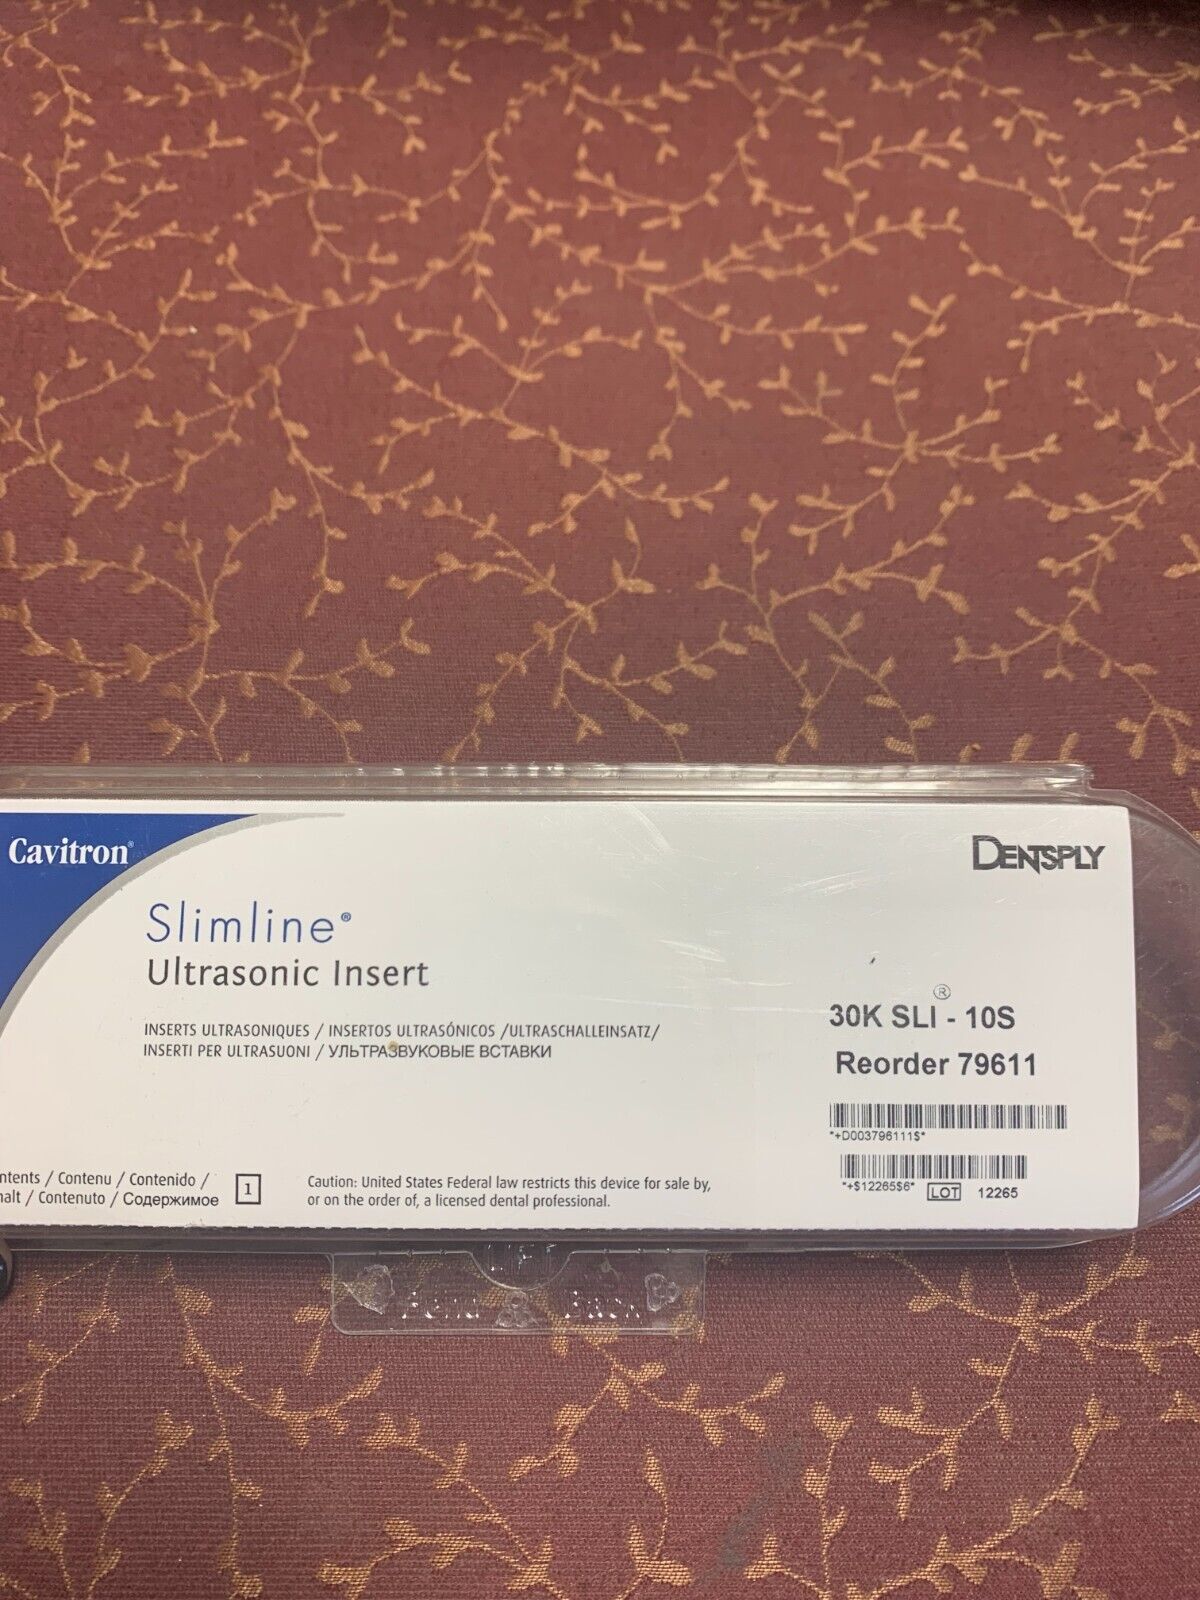 Cavitron®
DENTSPLY
Slimline®
Ultrasonic Insert
INSERTS ULTRASONIQUES / INSERTOS ULTRASÓNICOS /ULTRASCHALLEINSATZ/
INSERTI PER ULTRASUONI / УЛЬТРАЗВУКОВЫЕ ВСТАВКИ
®
30K SLI - 10S
Reorder 79611
*+D003796111$*
*+$12265$6* LOT 12265
ntents / Contenu / Contenido /
halt / Contenuto / Содержимое
1
Caution: United States Federal law restricts this device for sale by,
or on the order of, a licensed dental professional.